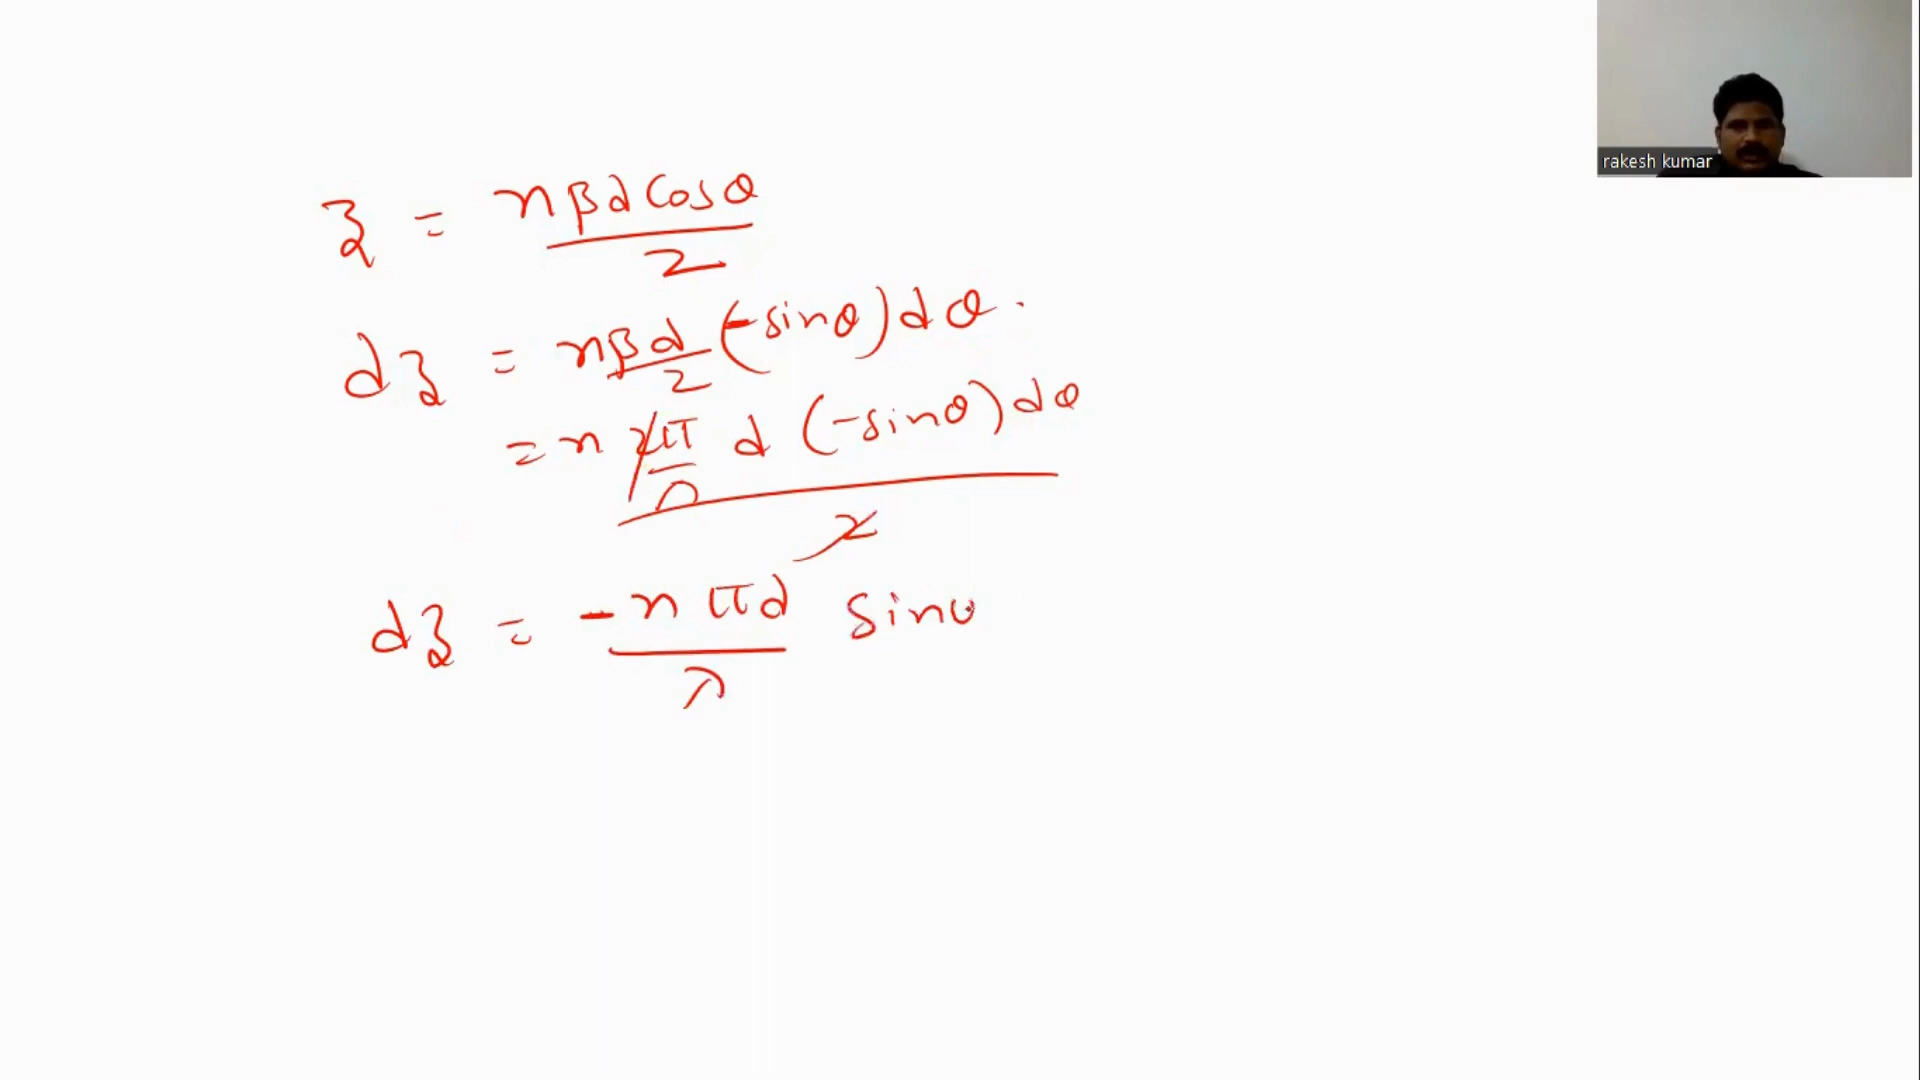 rakesh kumar
ξ = nβd cosθ / 2
dξ = nβd / 2 (-sinθ) dθ.
= n 2π/λ d (-sinθ) dθ / 2
dξ = -nπd / λ sinθ